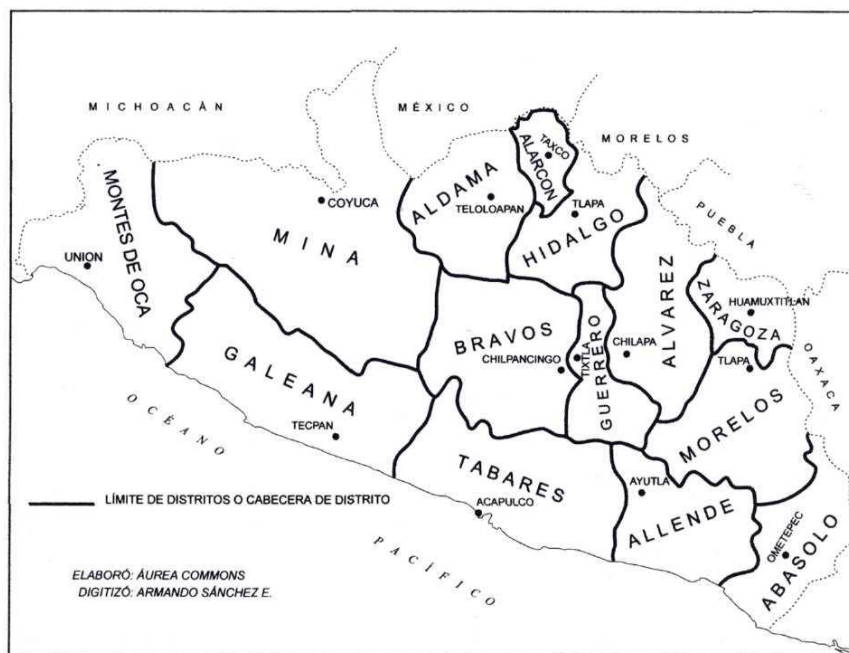 MICHOACÀN
MÉXICO
MORELOS
PUEBLA
OAXACA
MONTES DE OCA
UNION
MINA
COYUCA
ALDAMA
TELOLOAPAN
ALARCON
TAXCO
HIDALGO
TLAPA
ALVAREZ
CHILAPA
ZARAGOZA
HUAMUXTITLAN
BRAVOS
CHILPANCINGO
GUERRERO
TIXTLA
MORELOS
TLAPA
GALEANA
TECPAN
TABARES
ACAPULCO
ALLENDE
AYUTLA
ABASOLO
OMETEPEC
OCÉANO
PACÍFICO
LÍMITE DE DISTRITOS O CABECERA DE DISTRITO
ELABORÓ: ÁUREA COMMONS
DIGITIZÓ: ARMANDO SÁNCHEZ E.